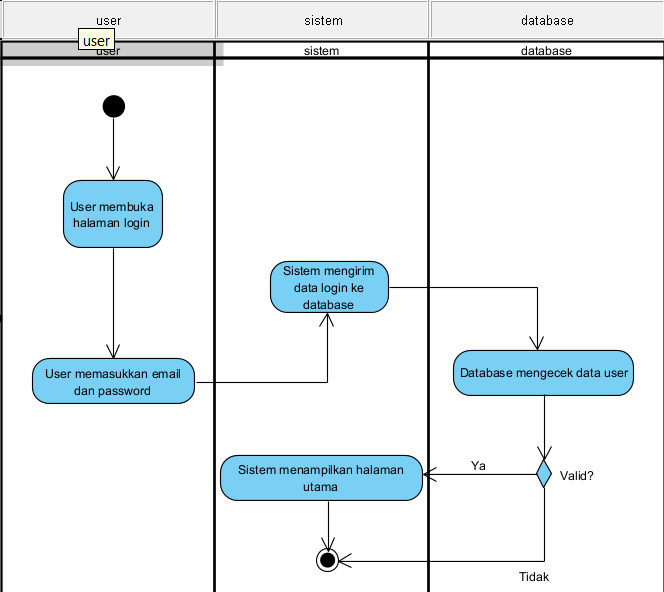 user
sistem
database
user
user
sistem
database
User membuka
halaman login
Sistem mengirim
data login ke
database
User memasukkan email
dan password
Database mengecek data user
Sistem menampilkan halaman
utama
Ya
Valid?
Tidak